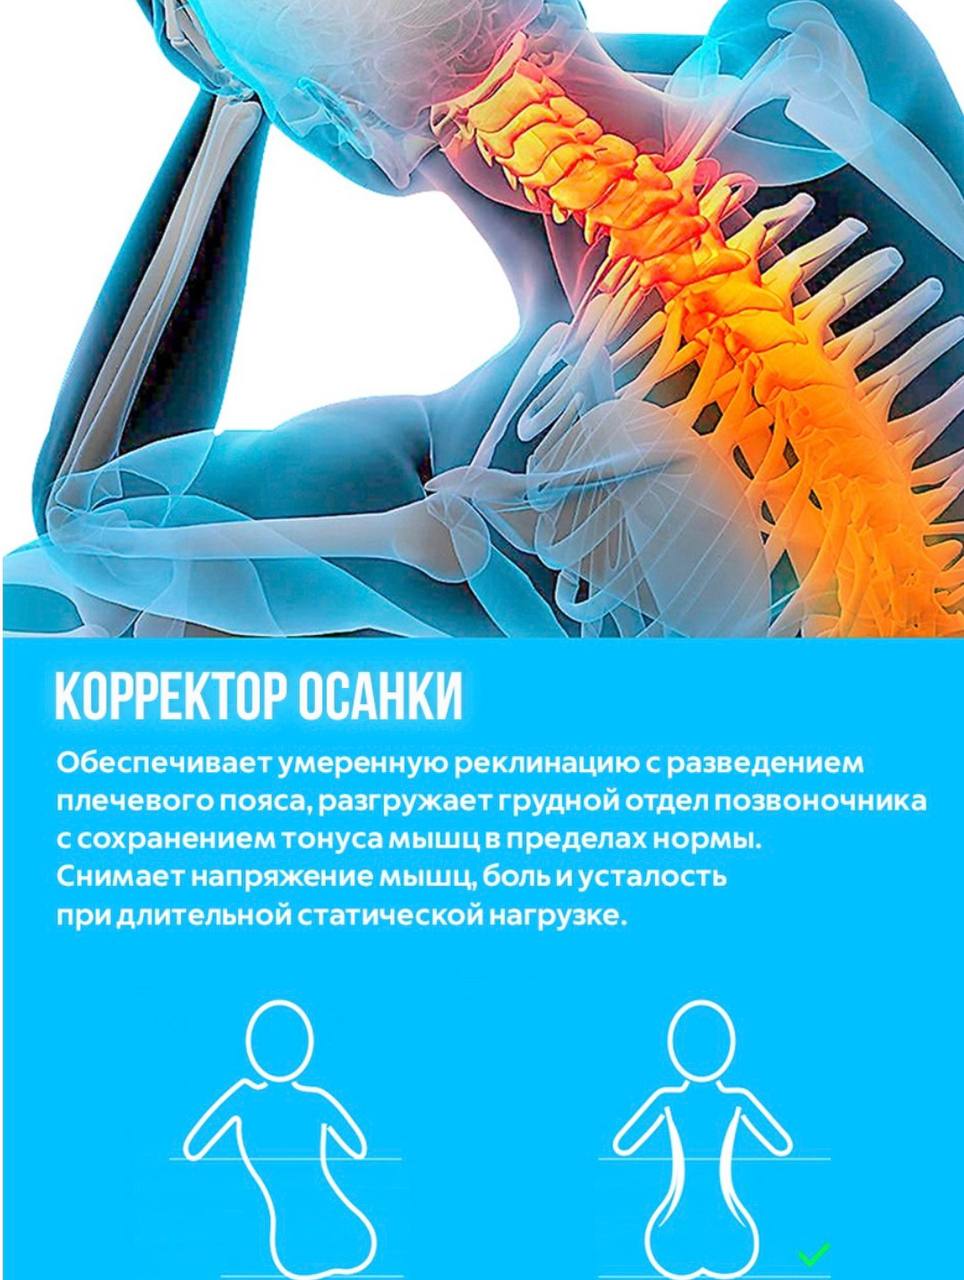 КОРРЕКТОР ОСАНКИ
Обеспечивает умеренную реклинацию с разведением
плечевого пояса, разгружает грудной отдел позвоночника
с сохранением тонуса мышц в пределах нормы.
Снимает напряжение мышц, боль и усталость
при длительной статической нагрузке.